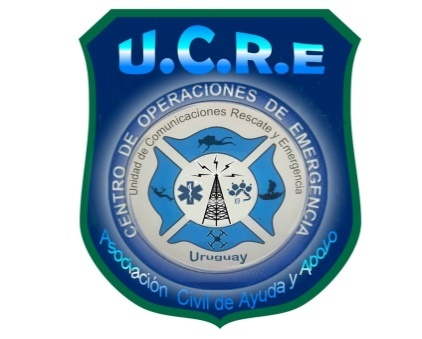 U.C.R.E
CENTRO DE OPERACIONES DE EMERGENCIA
Unidad de Comunicaciones Rescate y Emergencia
Uruguay
Asociación Civil de Ayuda y Apoyo